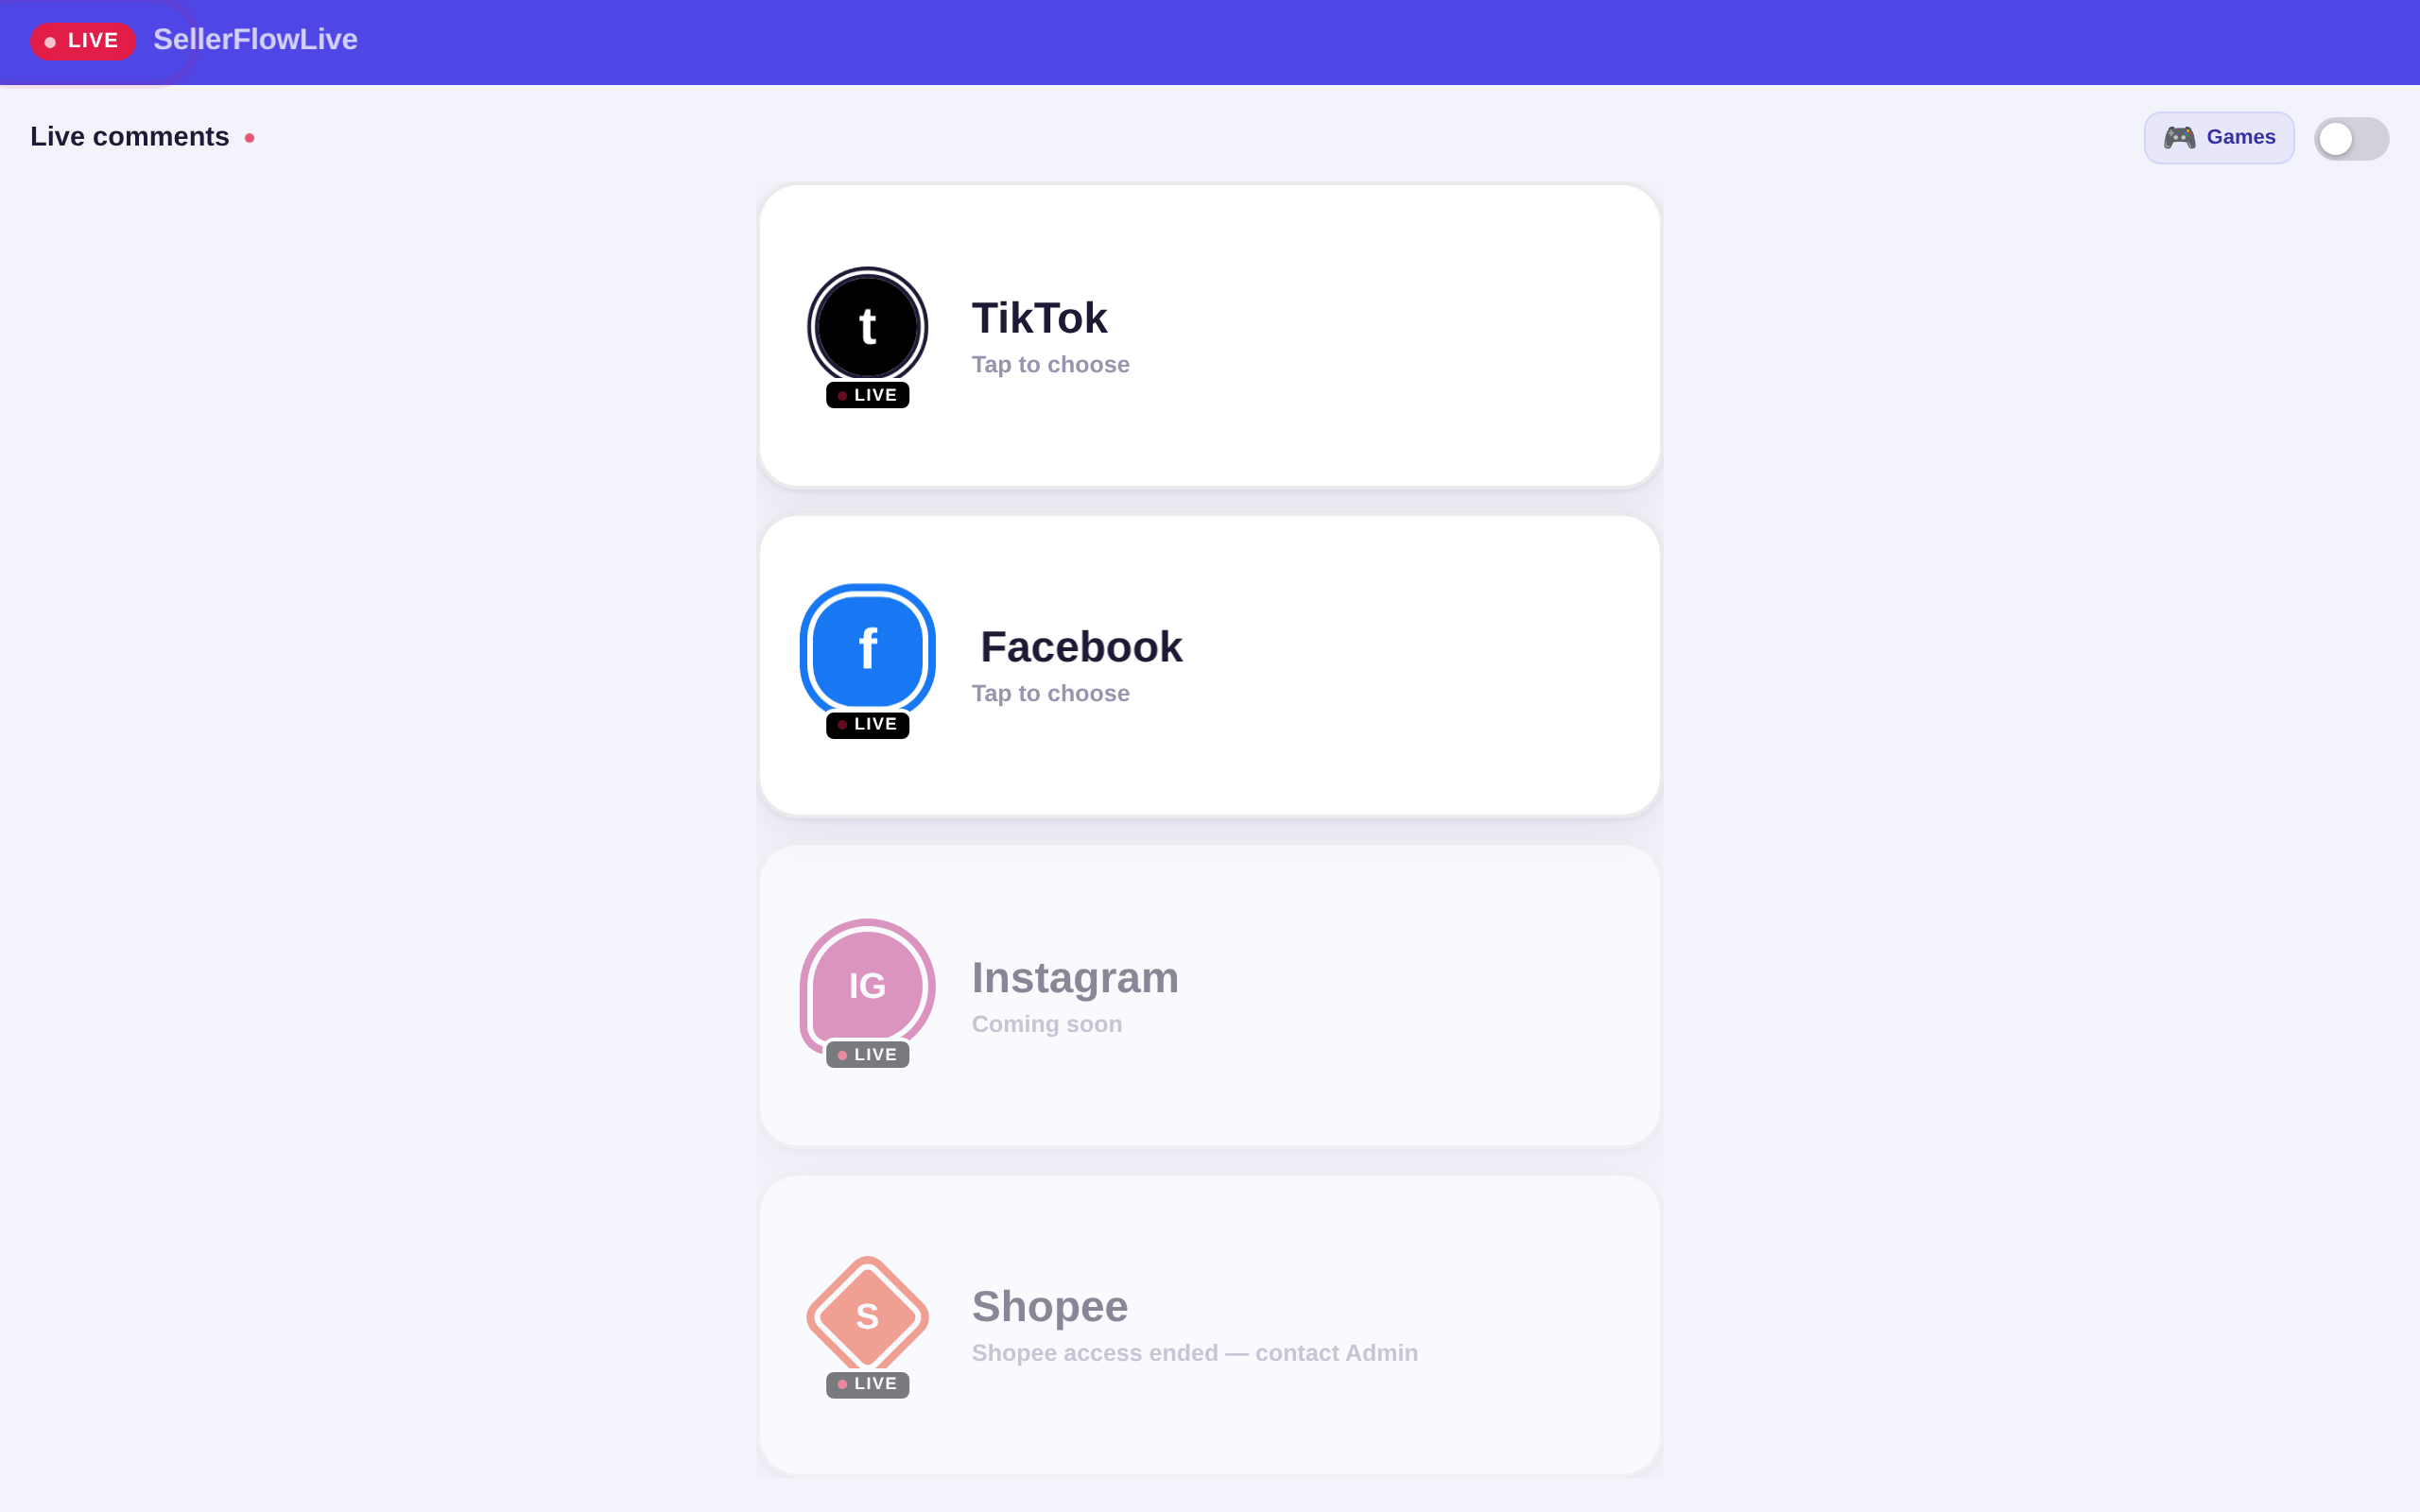 LIVE SellerFlowLive
Live comments
Games
t
LIVE
TikTok
Tap to choose
f
LIVE
Facebook
Tap to choose
IG
LIVE
Instagram
Coming soon
S
LIVE
Shopee
Shopee access ended — contact Admin